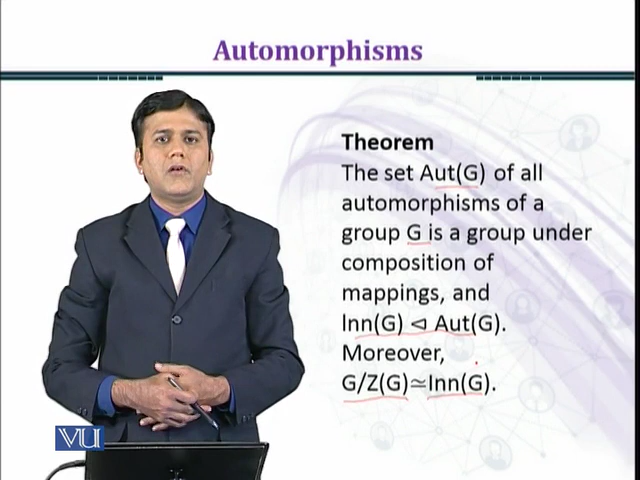 Automorphisms
Theorem
The set Aut(G) of all
automorphisms of a
group G is a group under
composition of
mappings, and
Inn(G) ⊲ Aut(G).
Moreover,
G/Z(G)≃Inn(G).
VU